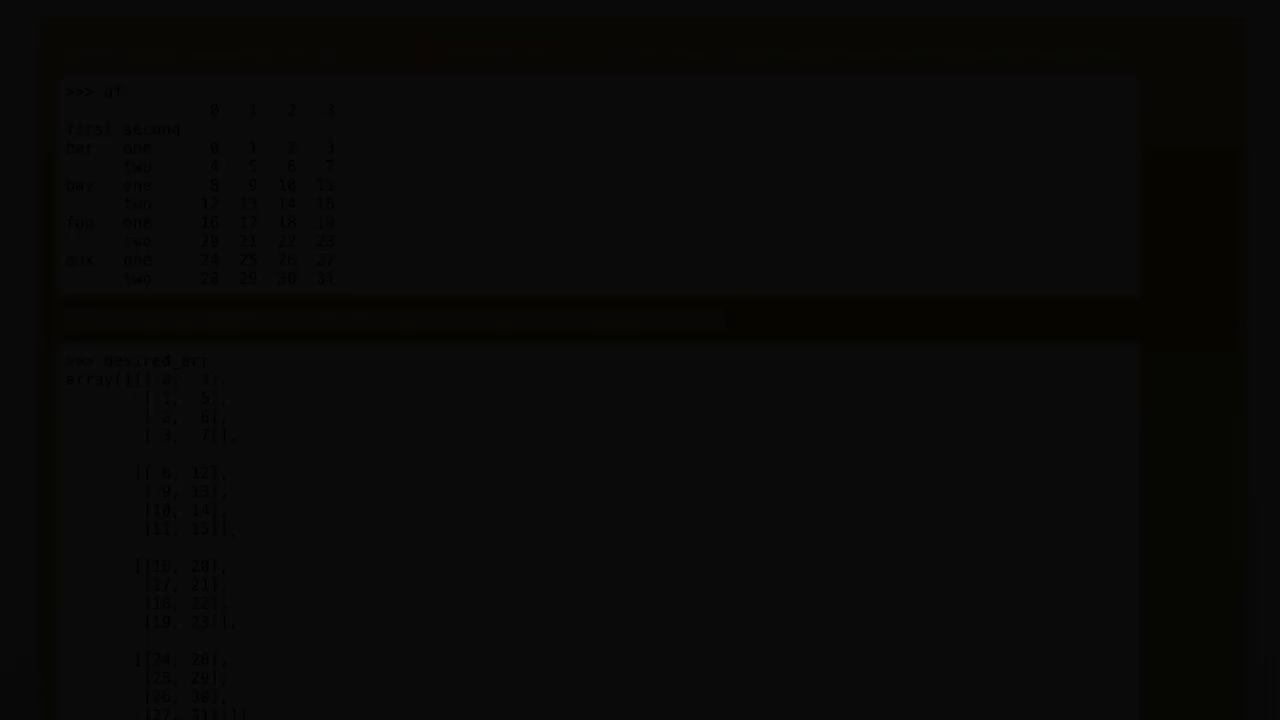 >>> df
              0   1   2   3
first second
bar   one     0   1   2   3
      two     4   5   6   7
baz   one     8   9  10  11
      two    12  13  14  15
foo   one    16  17  18  19
      two    20  21  22  23
qux   one    24  25  26  27
      two    28  29  30  31
>>> desired_arr
array([[[ 0,  4],
        [ 1,  5],
        [ 2,  6],
        [ 3,  7]],
       [[ 8, 12],
        [ 9, 13],
        [10, 14],
        [11, 15]],
       [[16, 20],
        [17, 21],
        [18, 22],
        [19, 23]],
       [[24, 28],
        [25, 29],
        [26, 30],
        [27, 31]]])